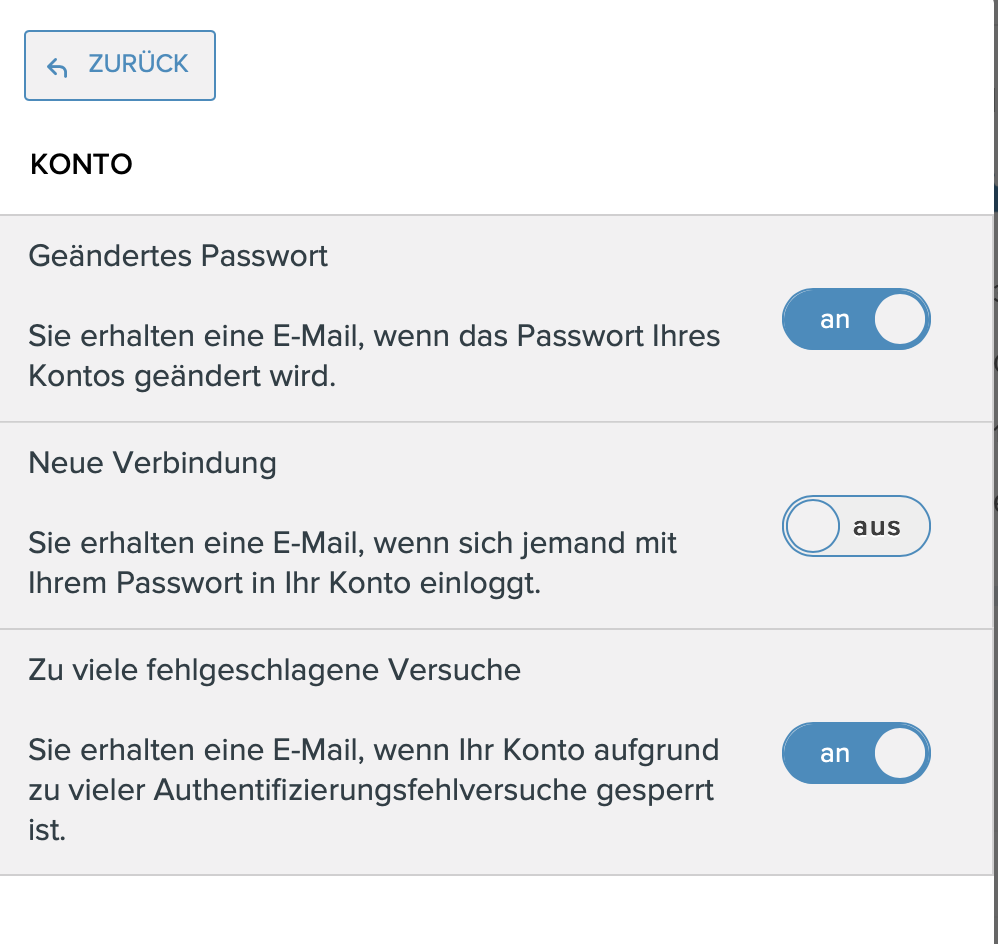 ZURÜCK
KONTO
Geändertes Passwort
Sie erhalten eine E-Mail, wenn das Passwort Ihres
Kontos geändert wird.
an
Neue Verbindung
Sie erhalten eine E-Mail, wenn sich jemand mit
Ihrem Passwort in Ihr Konto einloggt.
aus
Zu viele fehlgeschlagene Versuche
Sie erhalten eine E-Mail, wenn Ihr Konto aufgrund
zu vieler Authentifizierungsfehlversuche gesperrt
ist.
an